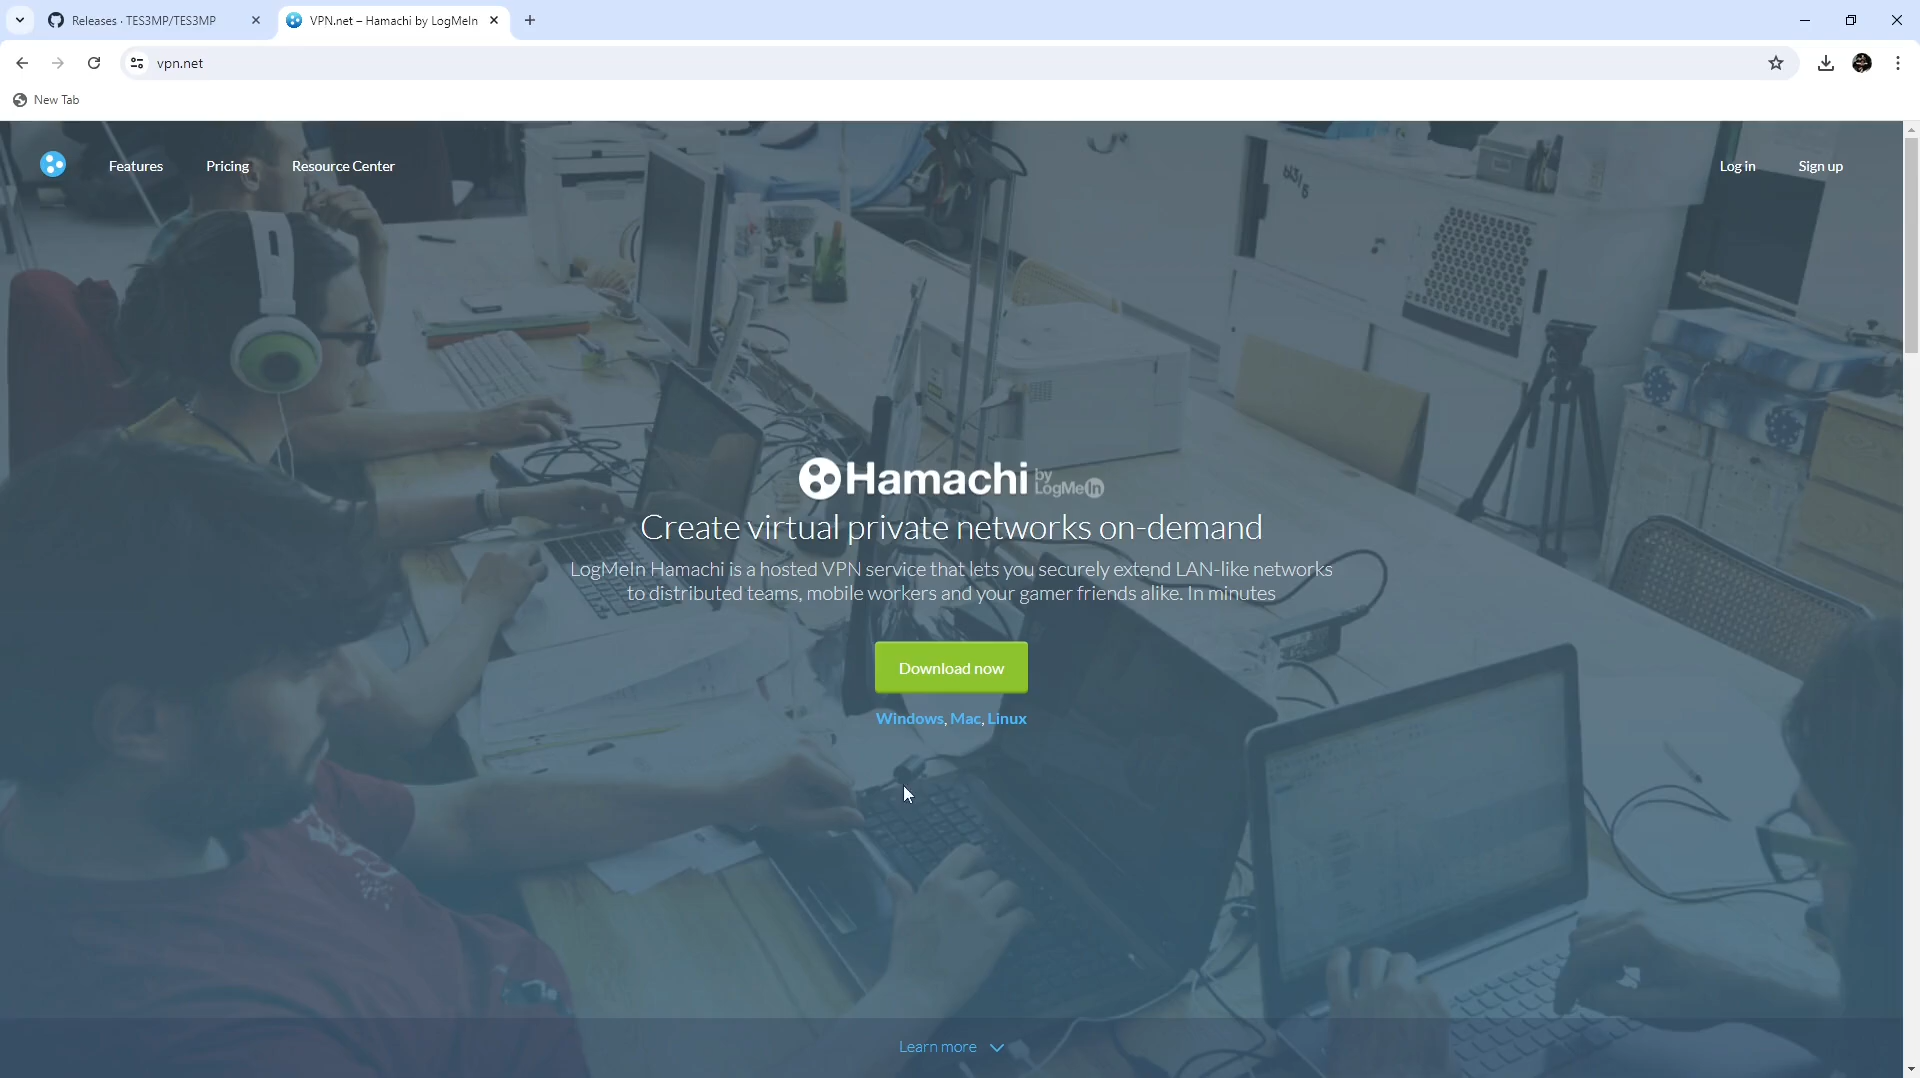 Releases · TES3MP/TES3MP
VPN.net – Hamachi by LogMeIn
vpn.net
New Tab
Features
Pricing
Resource Center
Log in
Sign up
Hamachi by LogMeIn
Create virtual private networks on-demand
LogMeIn Hamachi is a hosted VPN service that lets you securely extend LAN-like networks
to distributed teams, mobile workers and your gamer friends alike. In minutes
Download now
Windows, Mac, Linux
Learn more